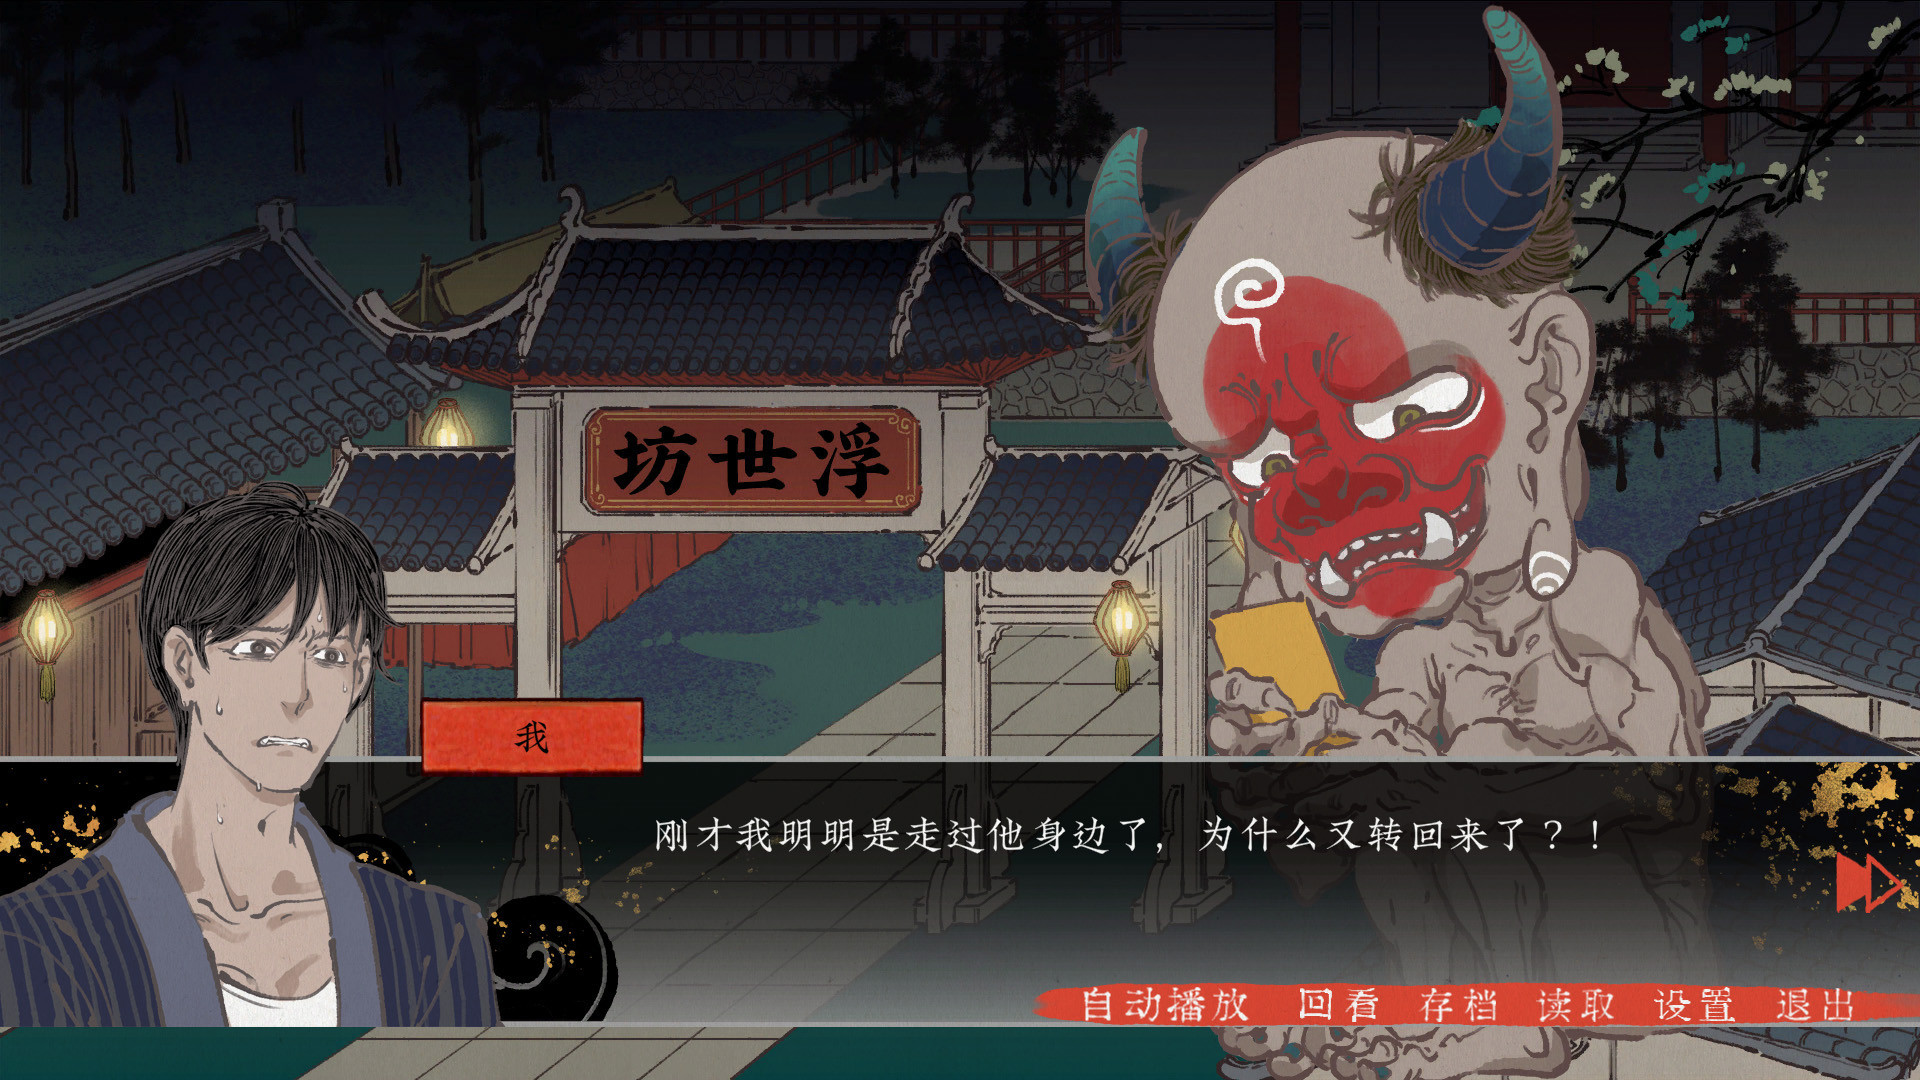 浮世坊
我
刚才我明明是走过他身边了，为什么又转回来了？！
自动播放 回看 存档 读取 设置 退出